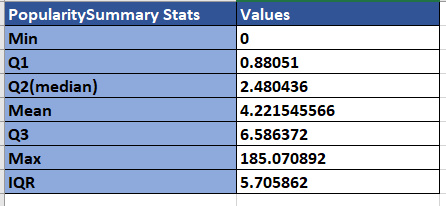 PopularitySummary Stats Values
Min 0
Q1 0.88051
Q2(median) 2.480436
Mean 4.221545566
Q3 6.586372
Max 185.070892
IQR 5.705862